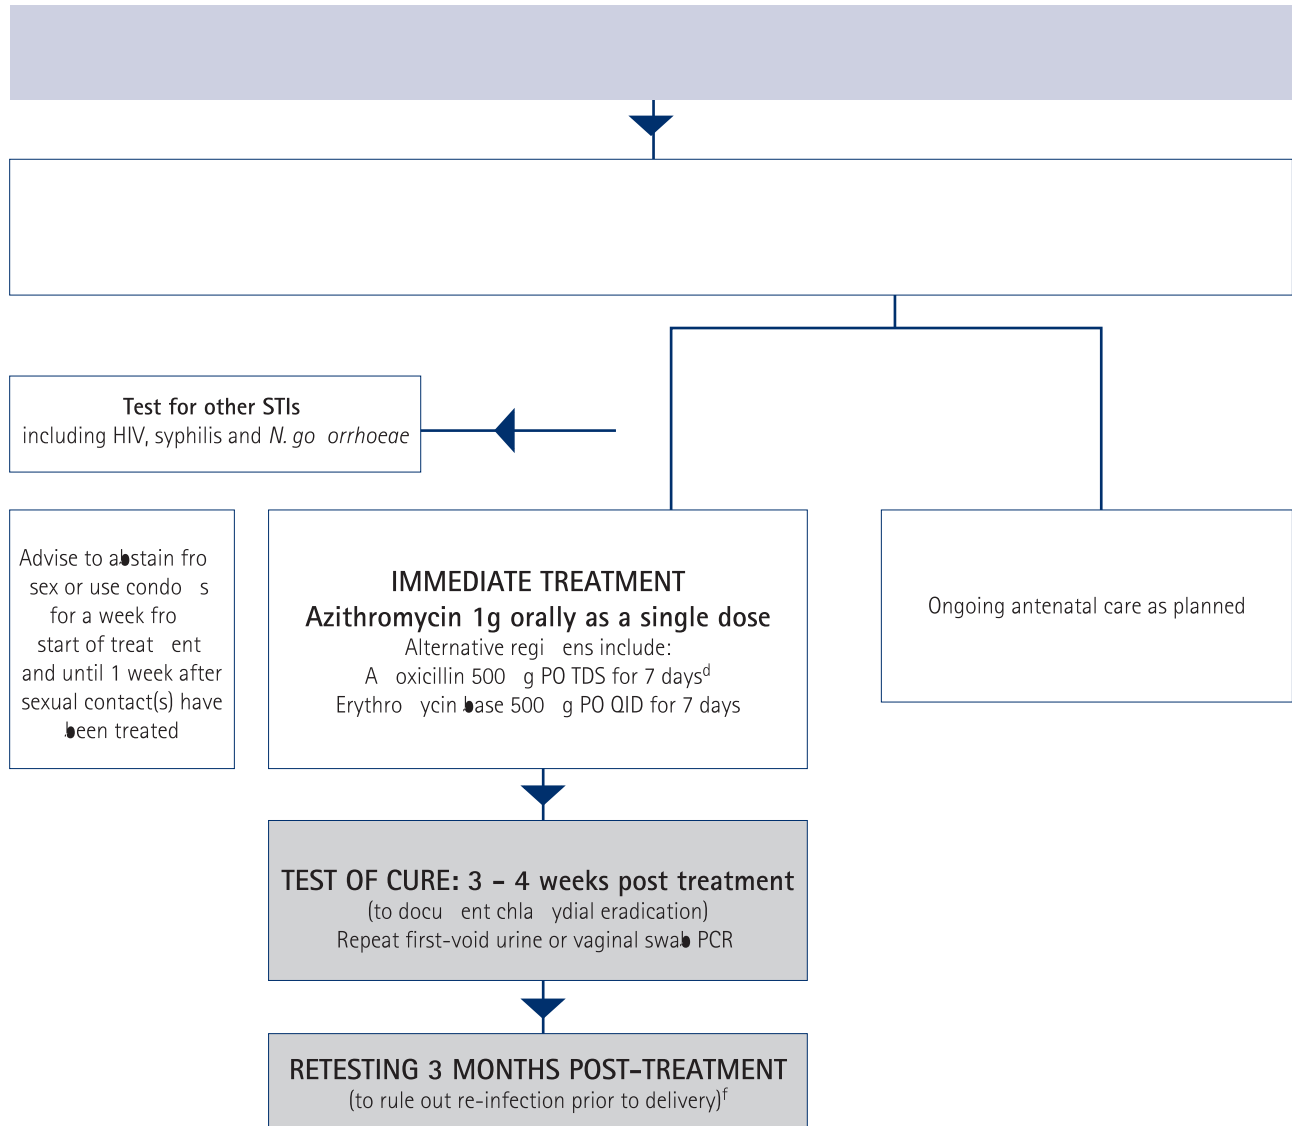 Test for other STIs
including HIV, syphilis and N. go orrhoeae
Advise to abstain fro
sex or use condo s
for a week fro
start of treat ent
and until 1 week after
sexual contact(s) have
been treated
IMMEDIATE TREATMENT
Azithromycin 1g orally as a single dose
Alternative regi ens include:
A oxicillin 500 g PO TDS for 7 daysᵈ
Erythro ycin base 500 g PO QID for 7 days
Ongoing antenatal care as planned
TEST OF CURE: 3 – 4 weeks post treatment
(to docu ent chla ydial eradication)
Repeat first-void urine or vaginal swab PCR
RETESTING 3 MONTHS POST-TREATMENT
(to rule out re-infection prior to delivery)ᶠ